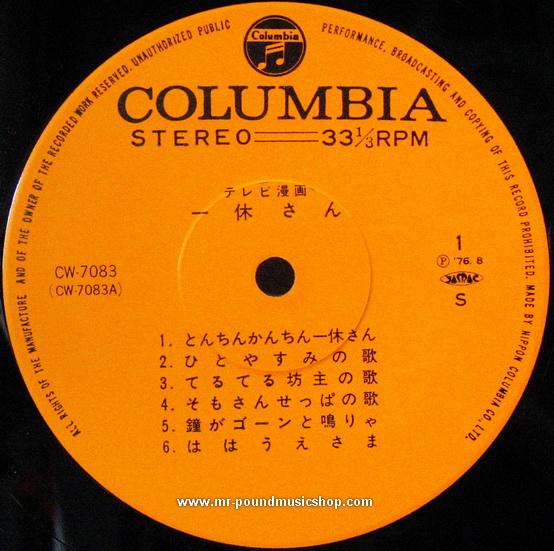 ALL RIGHTS OF THE MANUFACTURE AND OF THE OWNER OF THE RECORDED WORK RESERVED. UNAUTHORIZED PUBLIC PERFORMANCE, BROADCASTING AND COPYING OF THIS RECORD PROHIBITED. MADE BY NIPPON COLUMBIA CO., LTD.
Columbia
COLUMBIA
STEREO 33 1/3 RPM
テレビ漫画
一休さん
1
CW-7083
(CW-7083A)
Ⓟ '76. 8
JASRAC
S
1. とんちんかんちん一休さん
2. ひとやすみの歌
3. てるてる坊主の歌
4. そもさんせっぱの歌
5. 鐘がゴーンと鳴りゃ
6. ははうえさま
www.mr-poundmusicshop.com